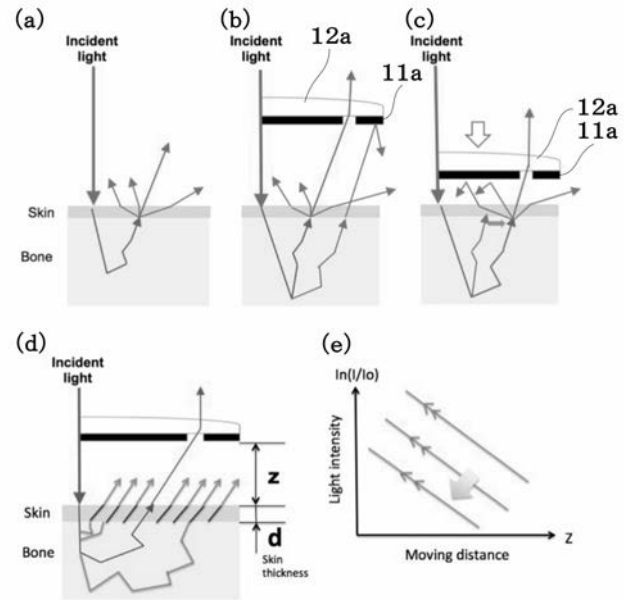 (a)
Incident
light
Skin
Bone
(b)
Incident
light
12a
11a
(c)
Incident
light
12a
11a
(d)
Incident
light
z
Skin
d
Skin
thickness
Bone
(e)
In(I/Io)
Light intensity
Z
Moving distance